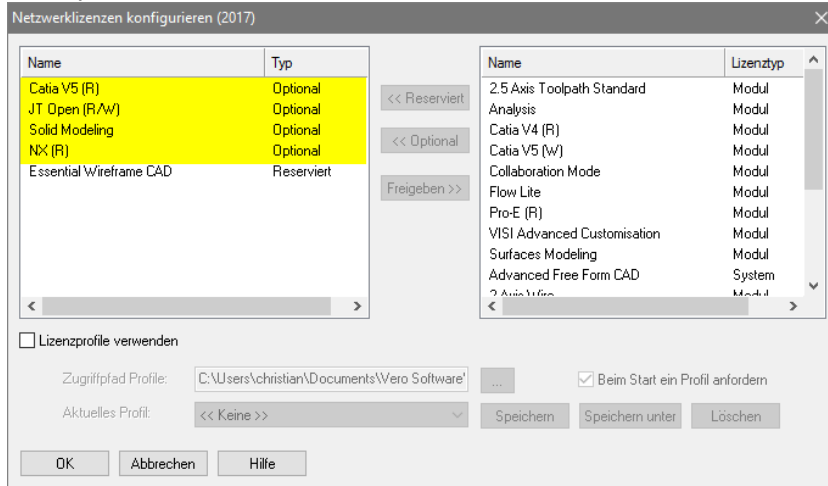 Netzwerklizenzen konfigurieren (2017)
Name Typ
Catia V5 (R) Optional
JT Open (R/W) Optional
Solid Modeling Optional
NX (R) Optional
Essential Wireframe CAD Reserviert
<< Reserviert
<< Optional
Freigeben >>
Name Lizenztyp
2.5 Axis Toolpath Standard Modul
Analysis Modul
Catia V4 (R) Modul
Catia V5 (W) Modul
Collaboration Mode Modul
Flow Lite Modul
Pro-E (R) Modul
VISI Advanced Customisation Modul
Surfaces Modeling Modul
Advanced Free Form CAD System
2 Axis Wire Modul
Lizenzprofile verwenden
Zugriffpfad Profile: C:\Users\christian\Documents\Vero Software' ... Beim Start ein Profil anfordern
Aktuelles Profil: << Keine >> Speichern Speichern unter Löschen
OK Abbrechen Hilfe